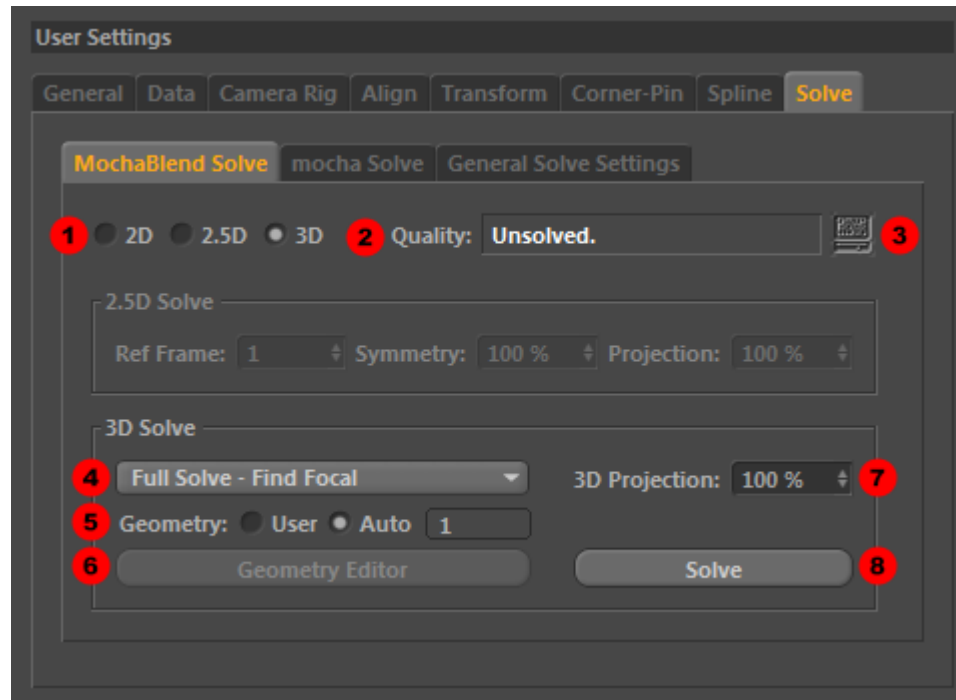 User Settings
General Data Camera Rig Align Transform Corner-Pin Spline Solve
MochaBlend Solve mocha Solve General Solve Settings
1 2D 2.5D 3D 2 Quality: Unsolved. 3
2.5D Solve
Ref Frame: 1 Symmetry: 100 % Projection: 100 %
3D Solve
4 Full Solve - Find Focal 3D Projection: 100 % 7
5 Geometry: User Auto 1
6 Geometry Editor Solve 8